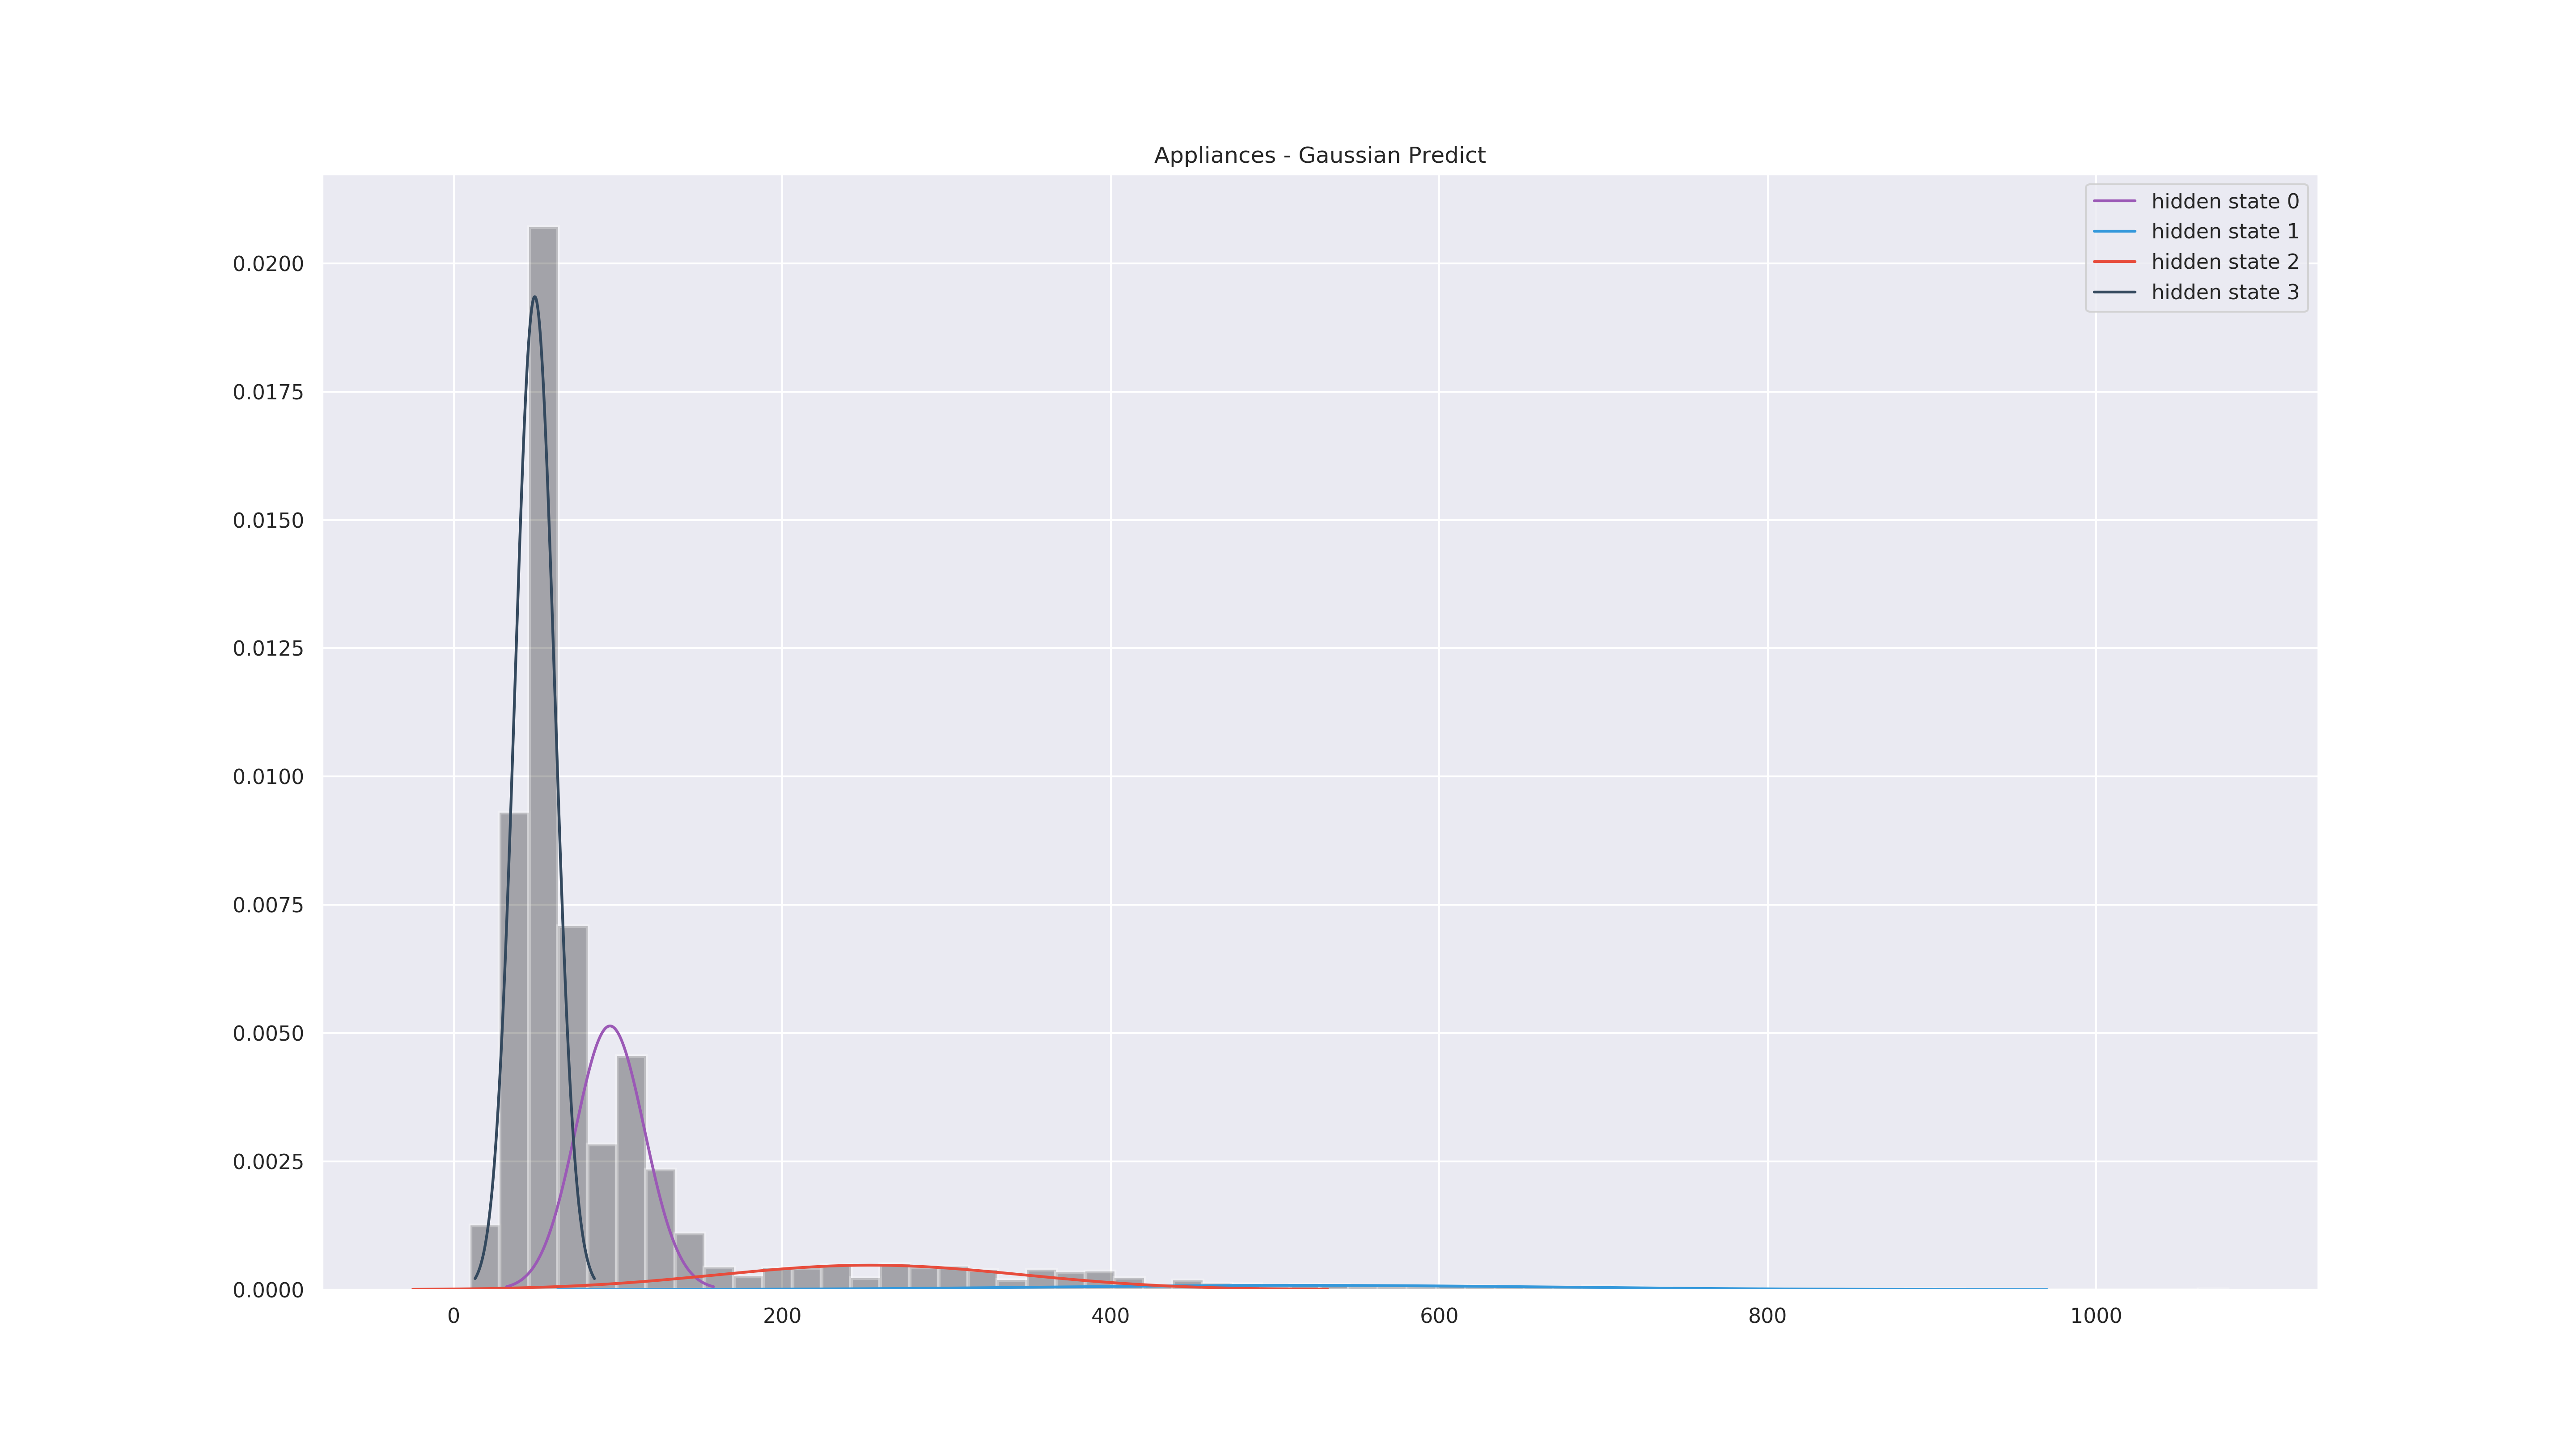 Appliances - Gaussian Predict
hidden state 0
hidden state 1
hidden state 2
hidden state 3
0.0200
0.0175
0.0150
0.0125
0.0100
0.0075
0.0050
0.0025
0.0000
0 200 400 600 800 1000